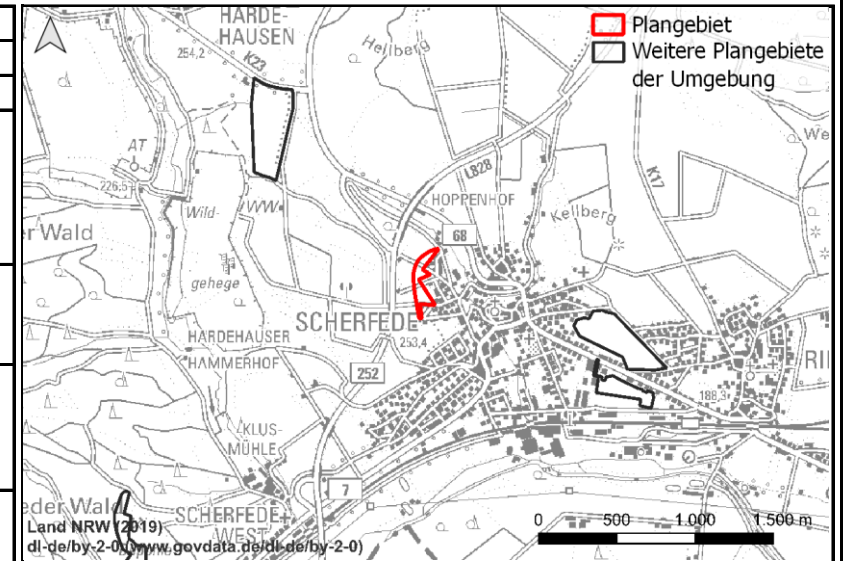 HARDE-
HAUSEN
Plangebiet
Weitere Plangebiete
der Umgebung
254,2
K23
Hellberg
AT
226,5
L828
K17
We
HOPPENHOF
Kellberg
Wild-
WW
68
er Wald
gehege
SCHERFEDE
253,4
HARDEHAUSER
HAMMERHOF
252
RI
188,3
KLUS-
MÜHLE
7
eder Wald
SCHERFEDE-
WEST
Land NRW (2019)
dl-de/by-2-0 (www.govdata.de/dl-de/by-2-0)
0 500 1.000 1.500 m